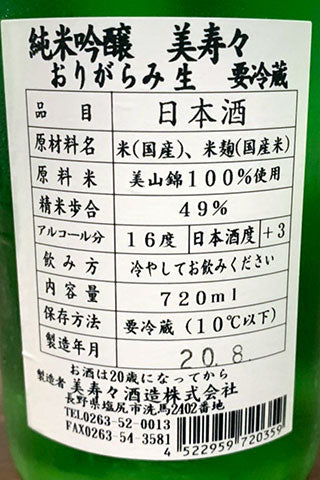 純米吟醸 美寿々
おりがらみ生 要冷蔵
品目 日本酒
原材料名 米(国産)、米麹(国産米)
原料米 美山錦100%使用
精米歩合 49%
アルコール分 16度 日本酒度 +3
飲み方 冷やしてお飲みください
内容量 720ml
保存方法 要冷蔵(10℃以下)
製造年月 20.8.
お酒は20歳になってから
製造者 美寿々酒造株式会社
長野県塩尻市洗馬2402番地
TEL0263-52-0013
FAX0263-54-3581
4 522959 720359